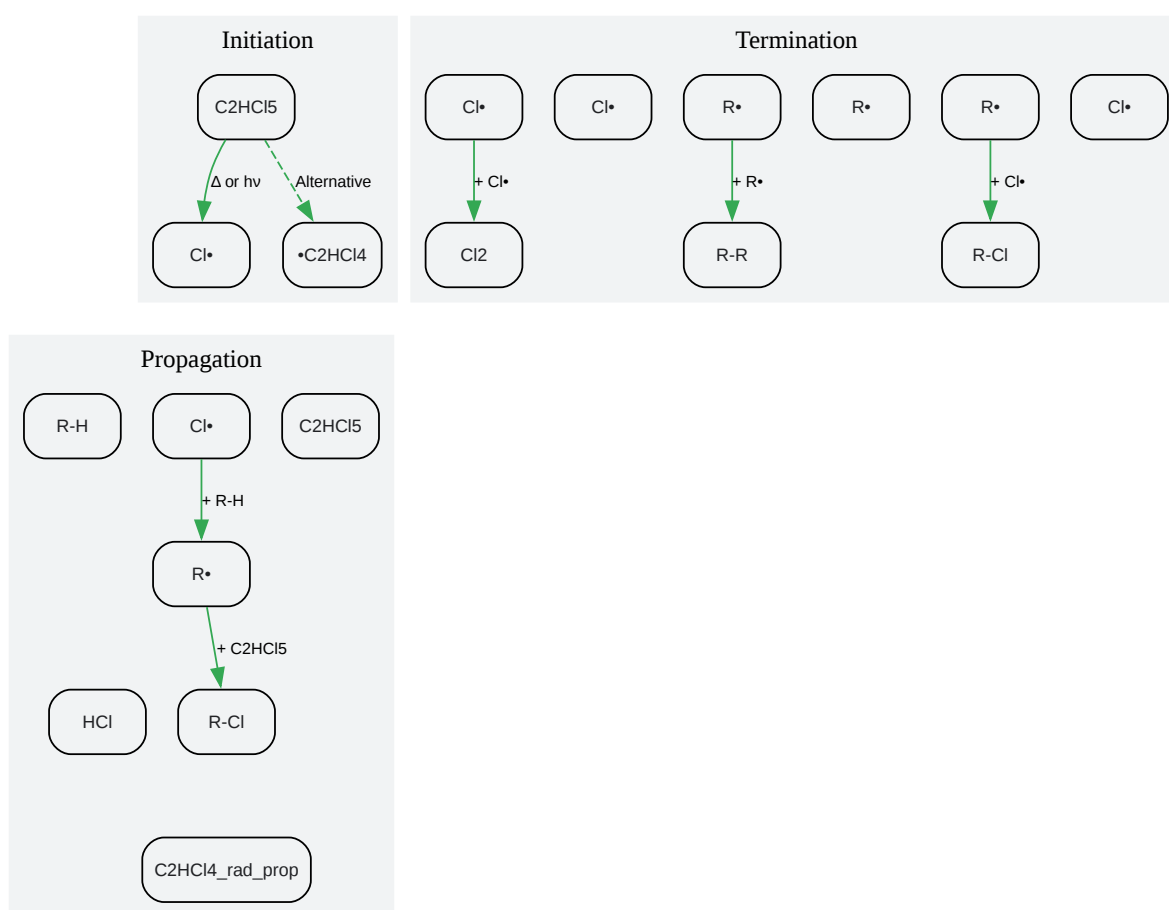 Initiation
C2HCl5
Δ or hν
Alternative
Cl•
•C2HCl4
Termination
Cl•
Cl•
R•
R•
R•
Cl•
+ Cl•
+ R•
+ Cl•
Cl2
R-R
R-Cl
Propagation
R-H
Cl•
C2HCl5
+ R-H
R•
+ C2HCl5
HCl
R-Cl
C2HCl4_rad_prop